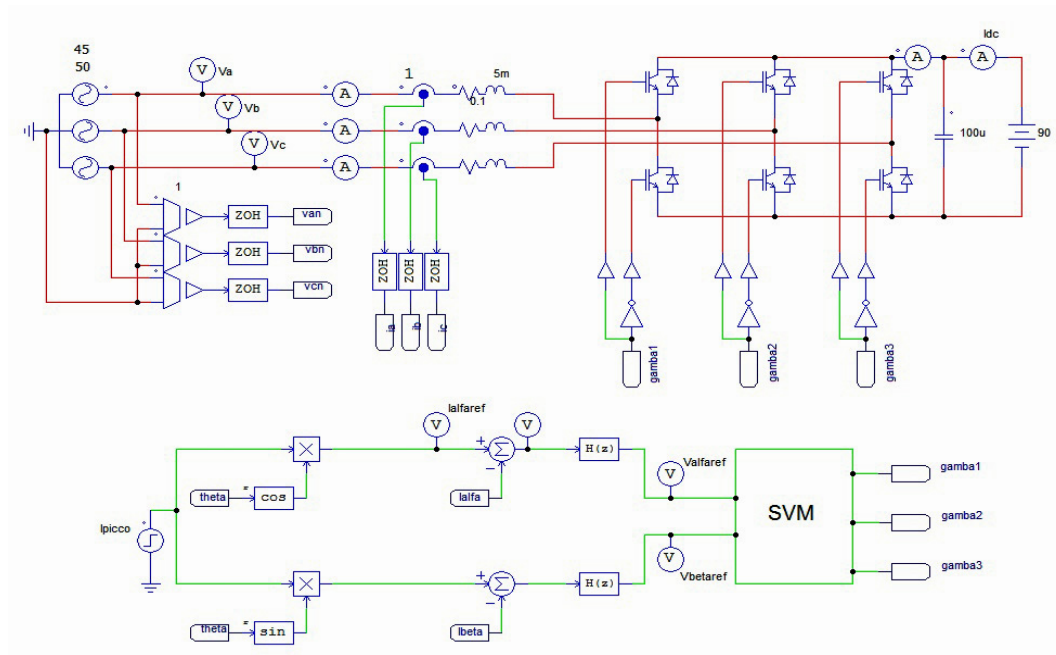 45
50
V
Va
V
Vb
V
Vc
A
A
A
1
0.1
5m
A
A
Idc
100u
90
1
ZOH
van
ZOH
vbn
ZOH
vcn
ZOH
ZOH
ZOH
ia
ib
ic
gamba1
gamba2
gamba3
Ialfaref
V
V
H(z)
theta
cos
Ialfa
V
Valfaref
Ipicco
SVM
gamba1
gamba2
gamba3
V
Vbetaref
H(z)
theta
sin
Ibeta